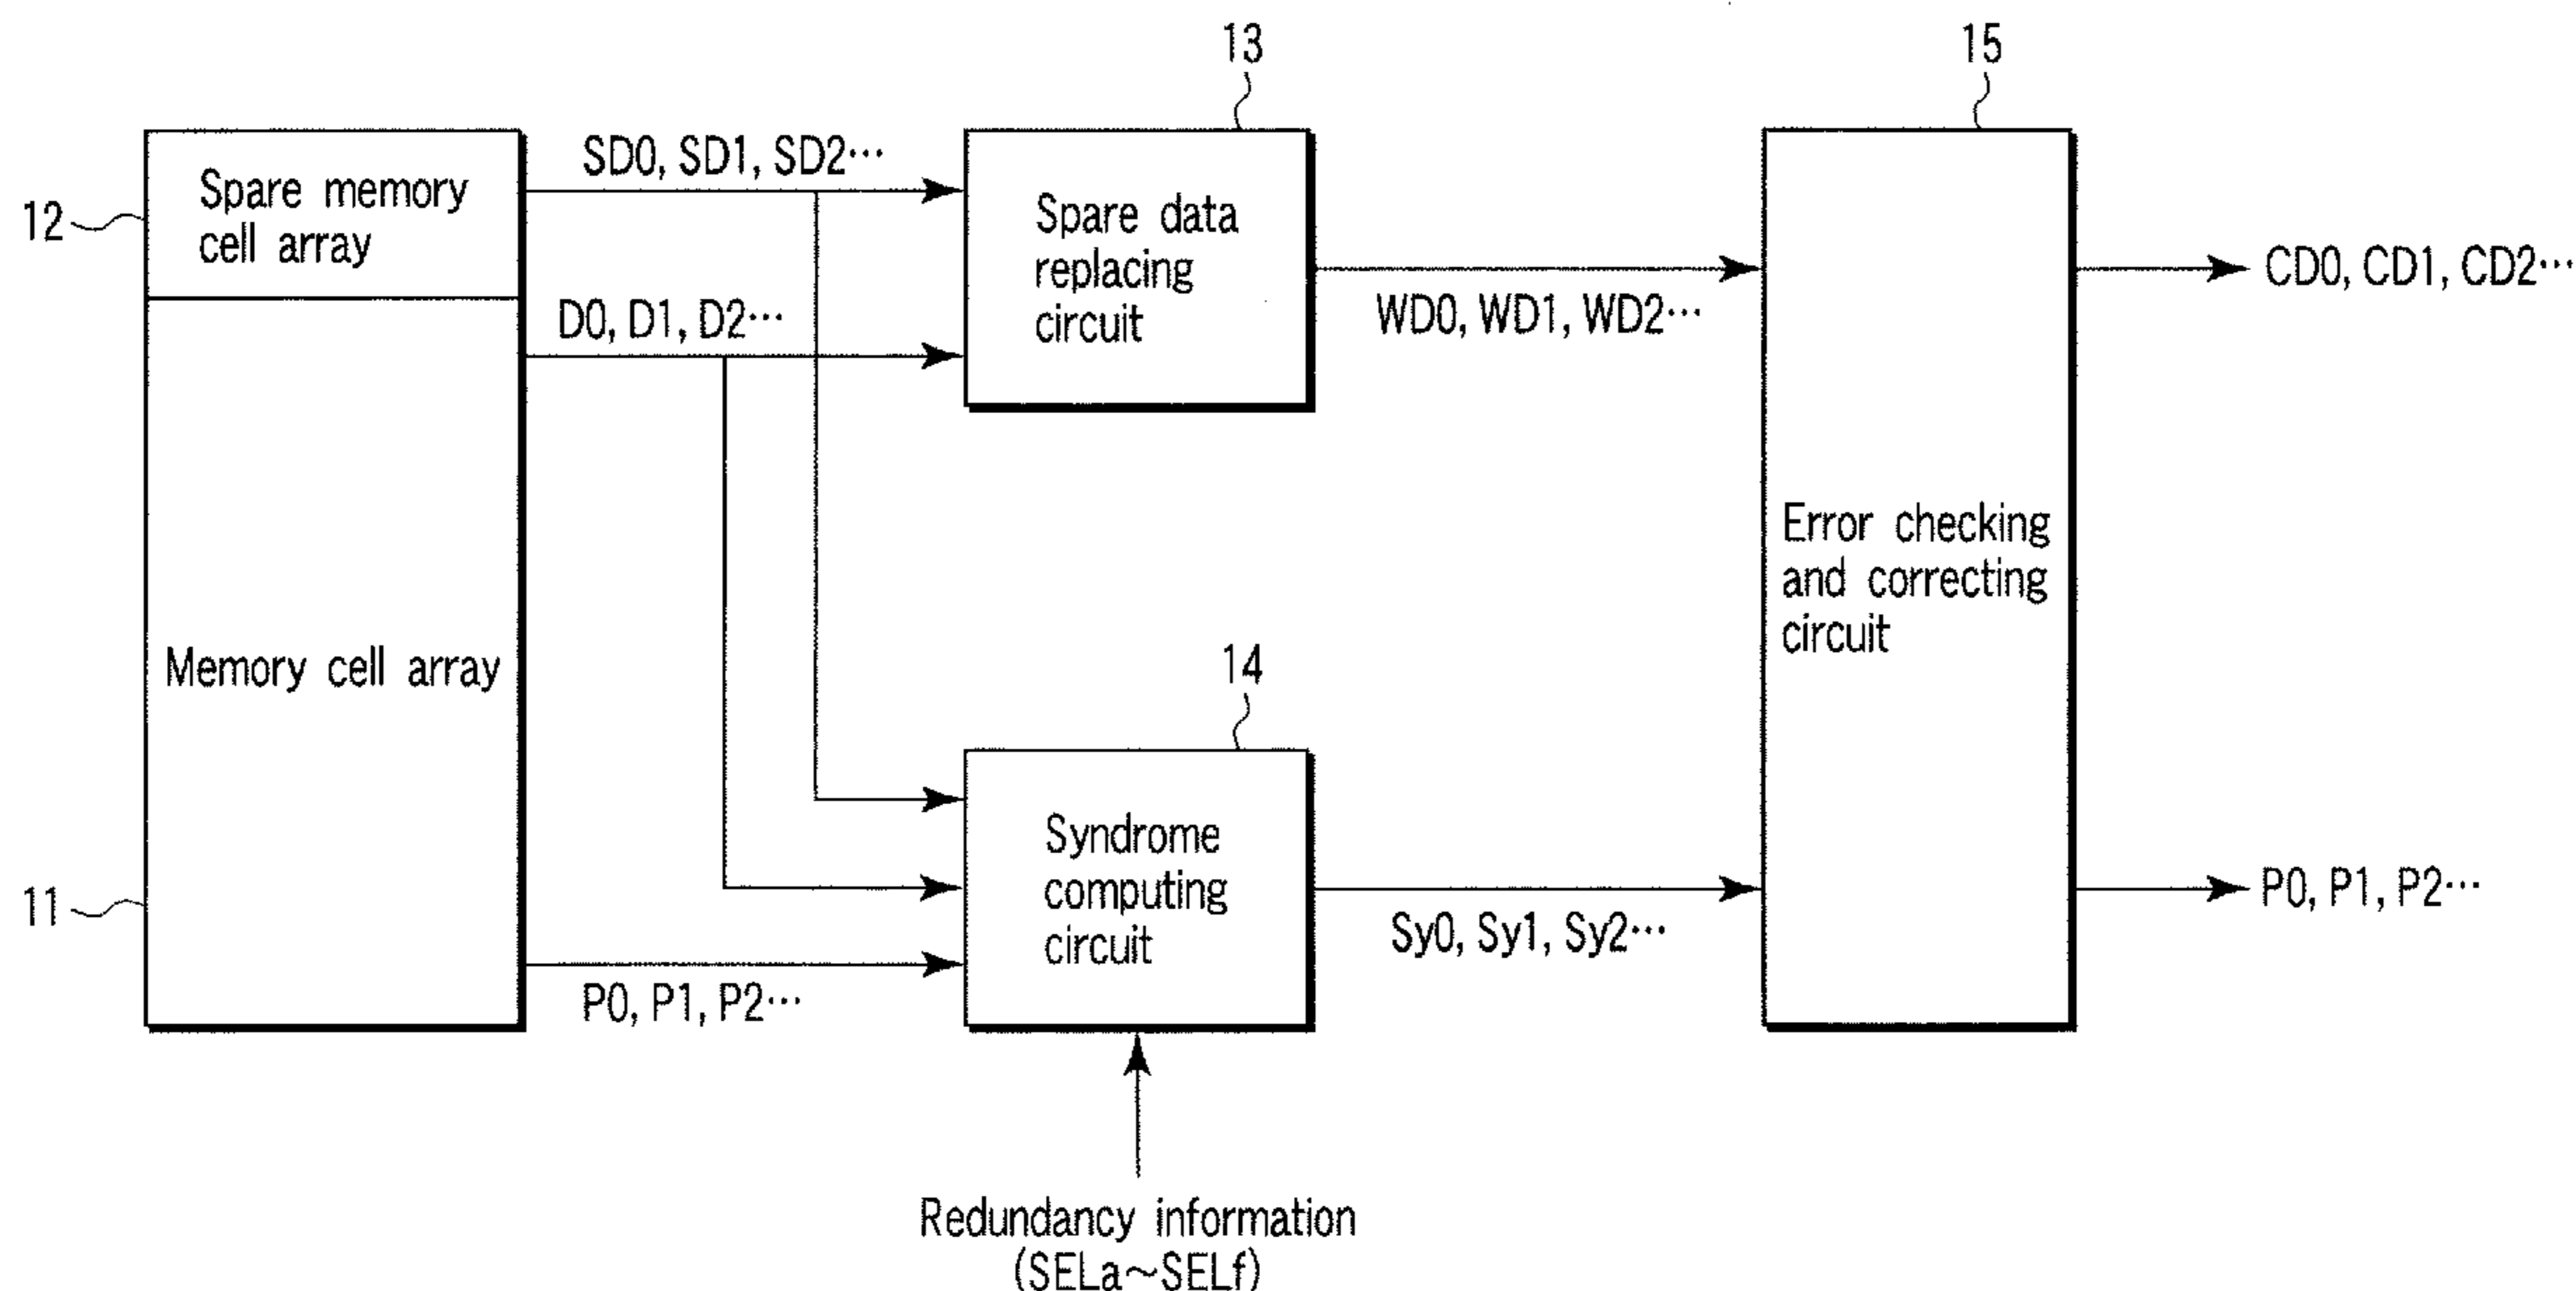 13
15
SD0, SD1, SD2···
Spare memory
cell array
12
Spare data
replacing
circuit
CD0, CD1, CD2···
D0, D1, D2···
WD0, WD1, WD2···
Error checking
and correcting
circuit
Memory cell array
14
Syndrome
computing
circuit
11
P0, P1, P2···
Sy0, Sy1, Sy2···
P0, P1, P2···
Redundancy information
(SELa~SELf)